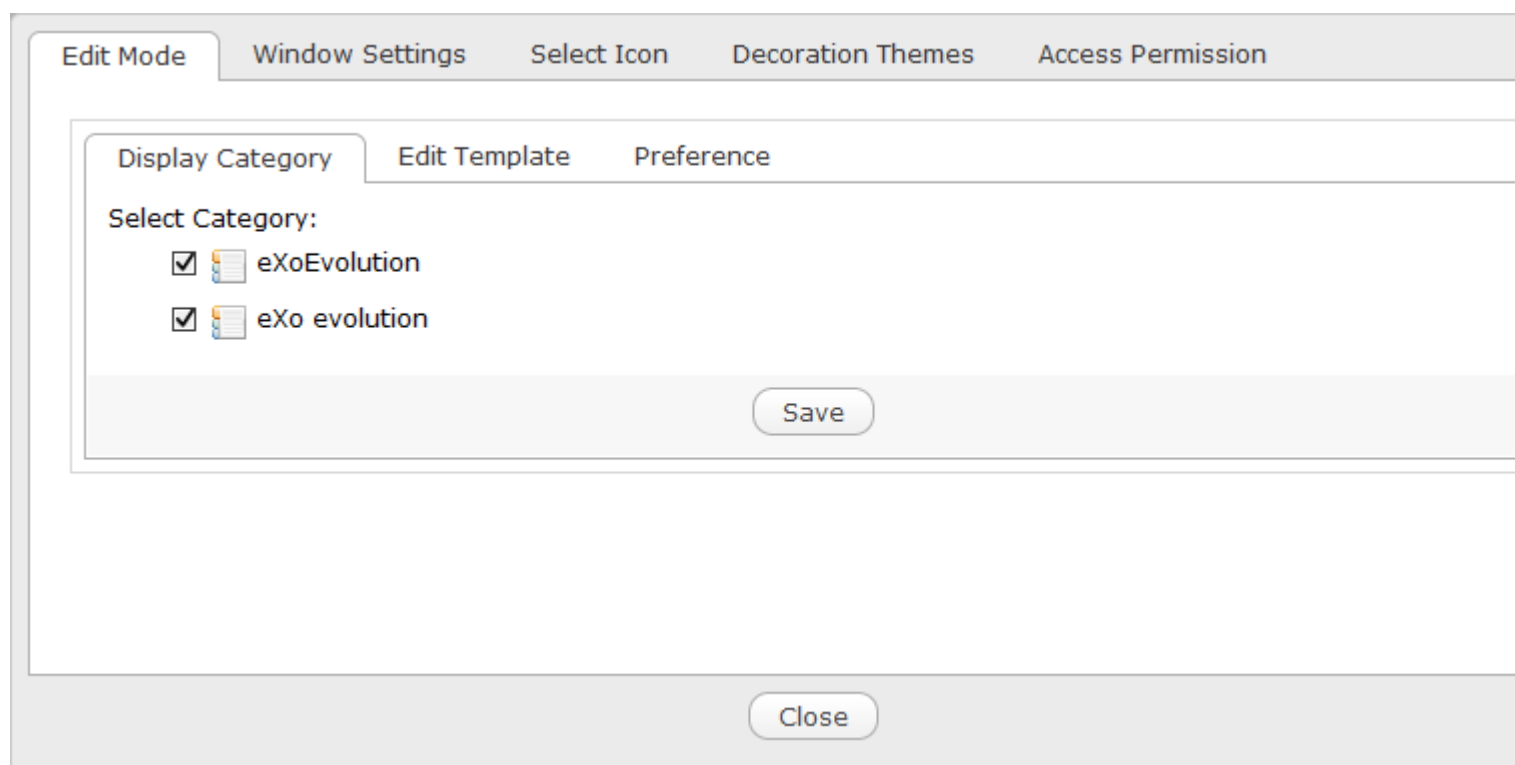 Edit Mode Window Settings Select Icon Decoration Themes Access Permission
Display Category Edit Template Preference
Select Category:
eXoEvolution
eXo evolution
Save
Close